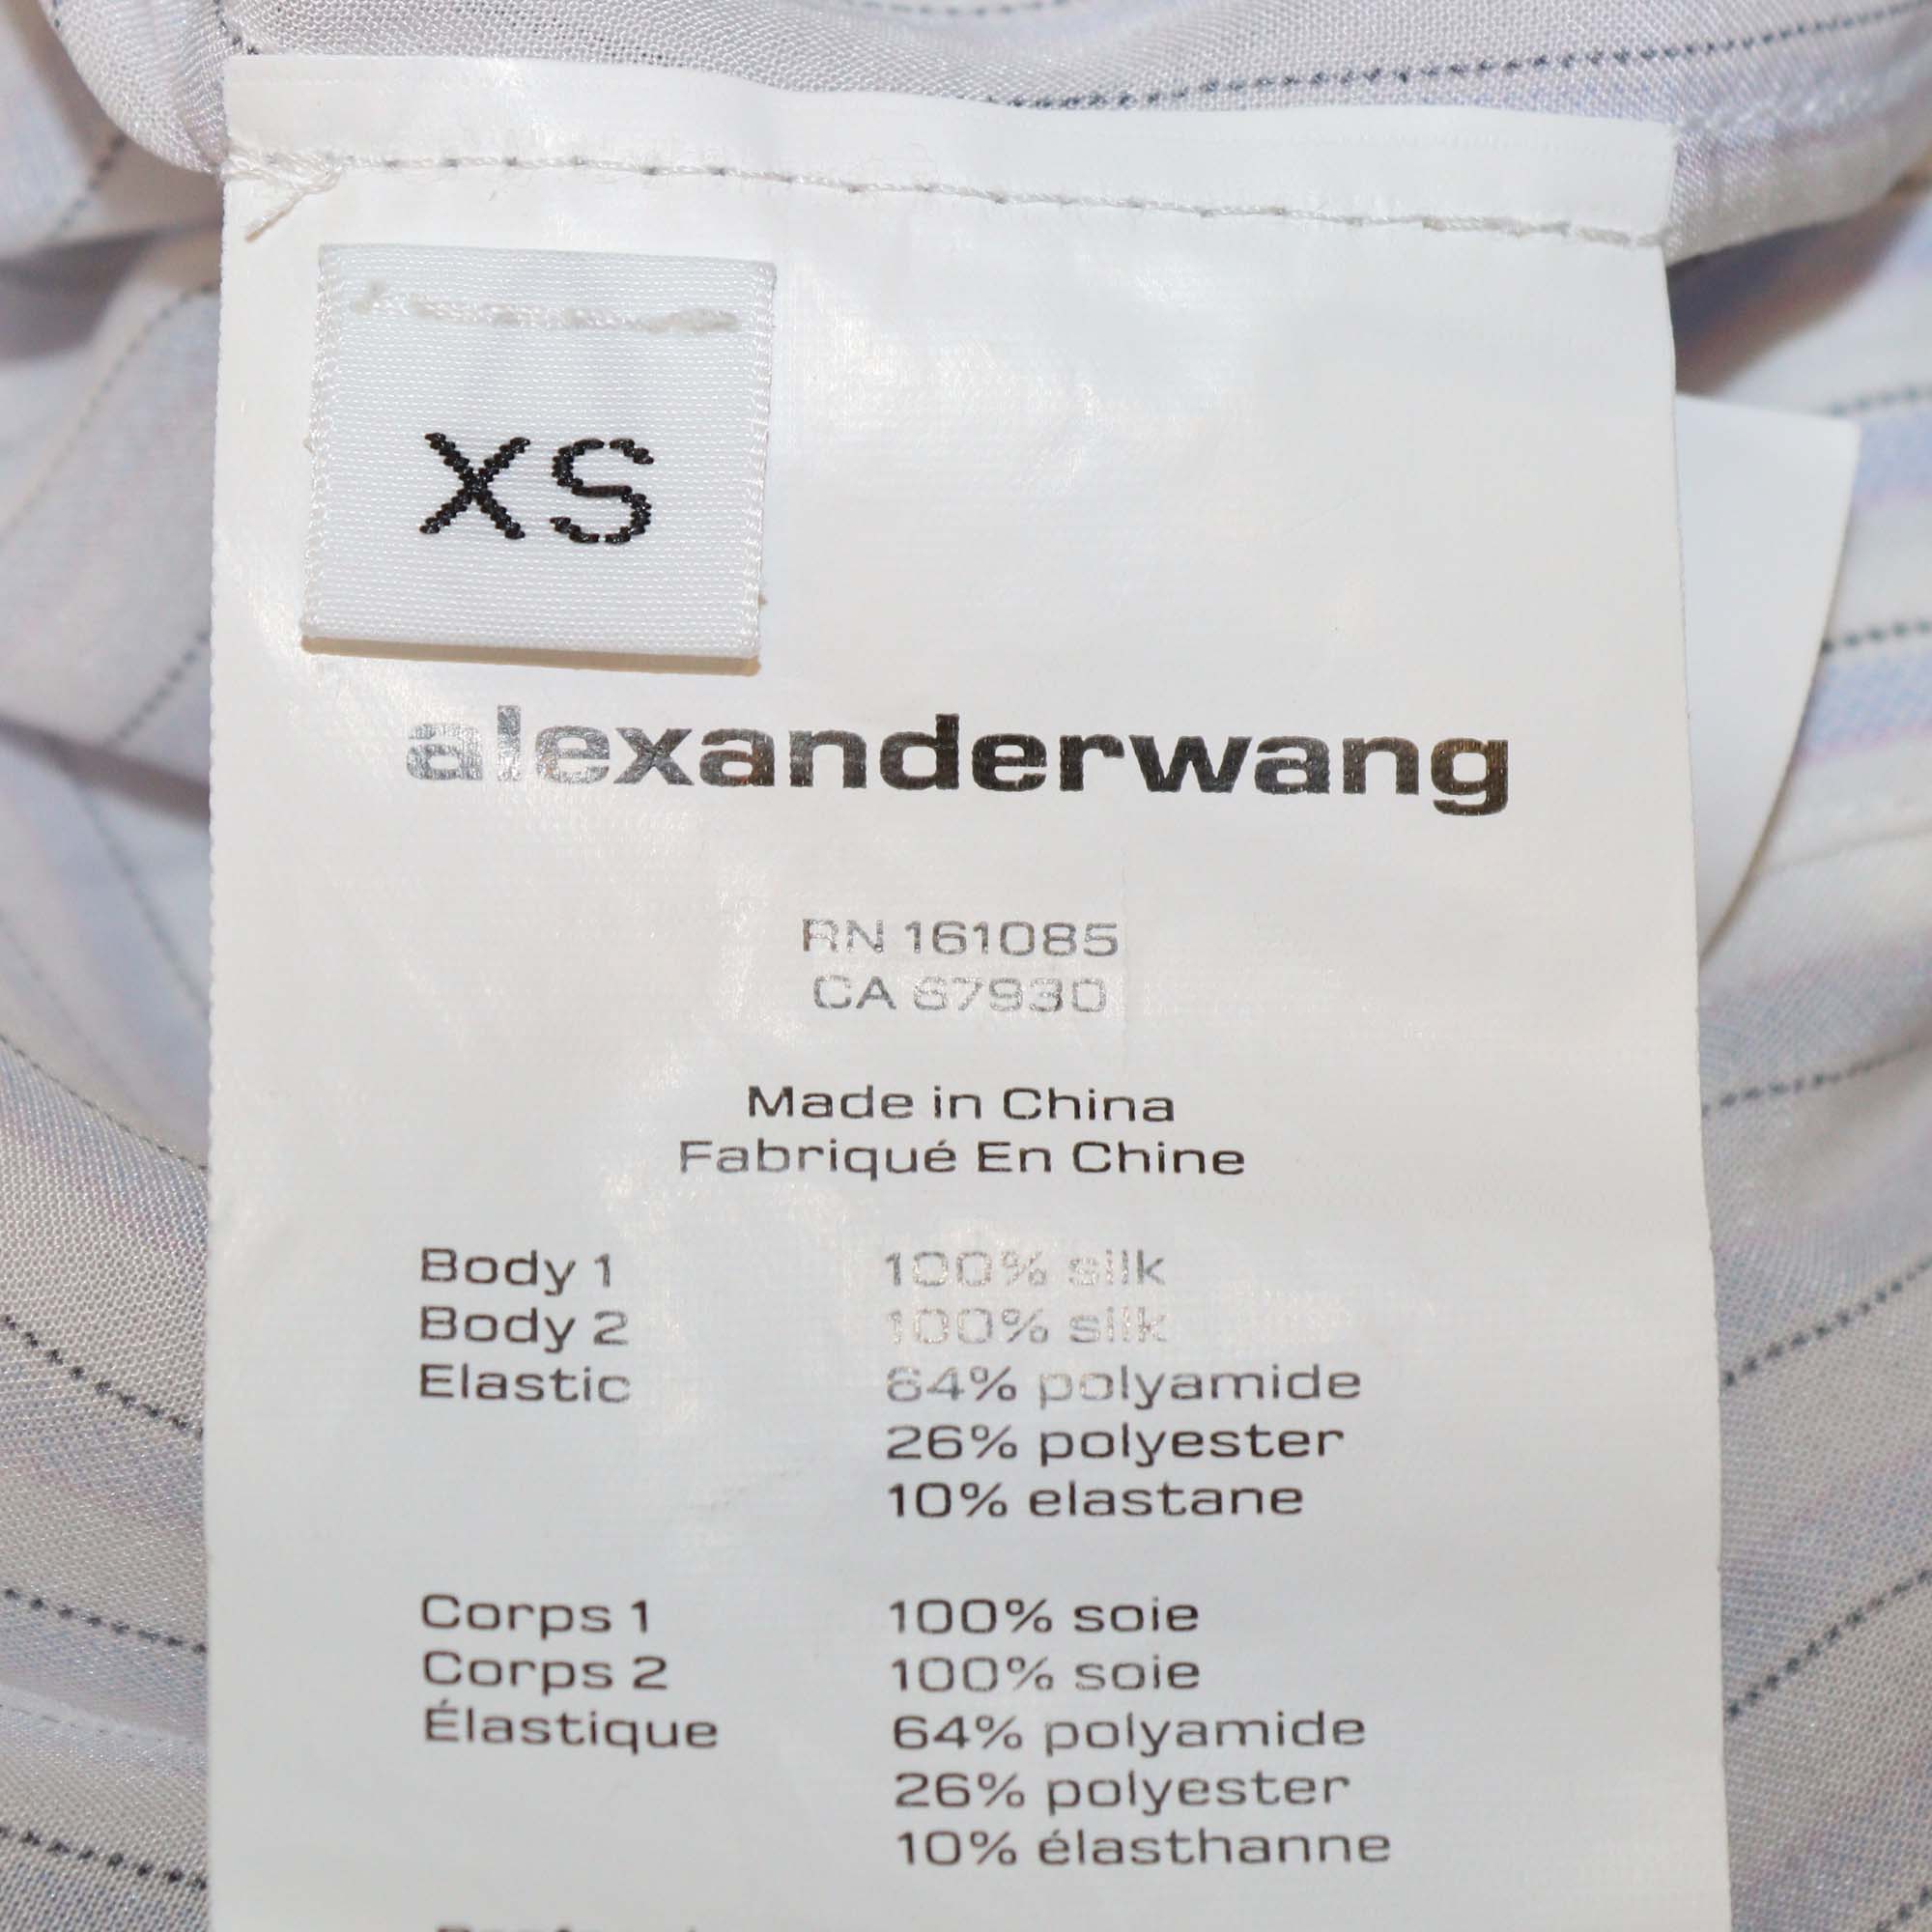 XS
alexanderwang
RN 161085
CA 67930
Made in China
Fabriqué En Chine
Body 1 100% silk
Body 2 100% silk
Elastic 64% polyamide
26% polyester
10% elastane
Corps 1 100% soie
Corps 2 100% soie
Élastique 64% polyamide
26% polyester
10% élasthanne